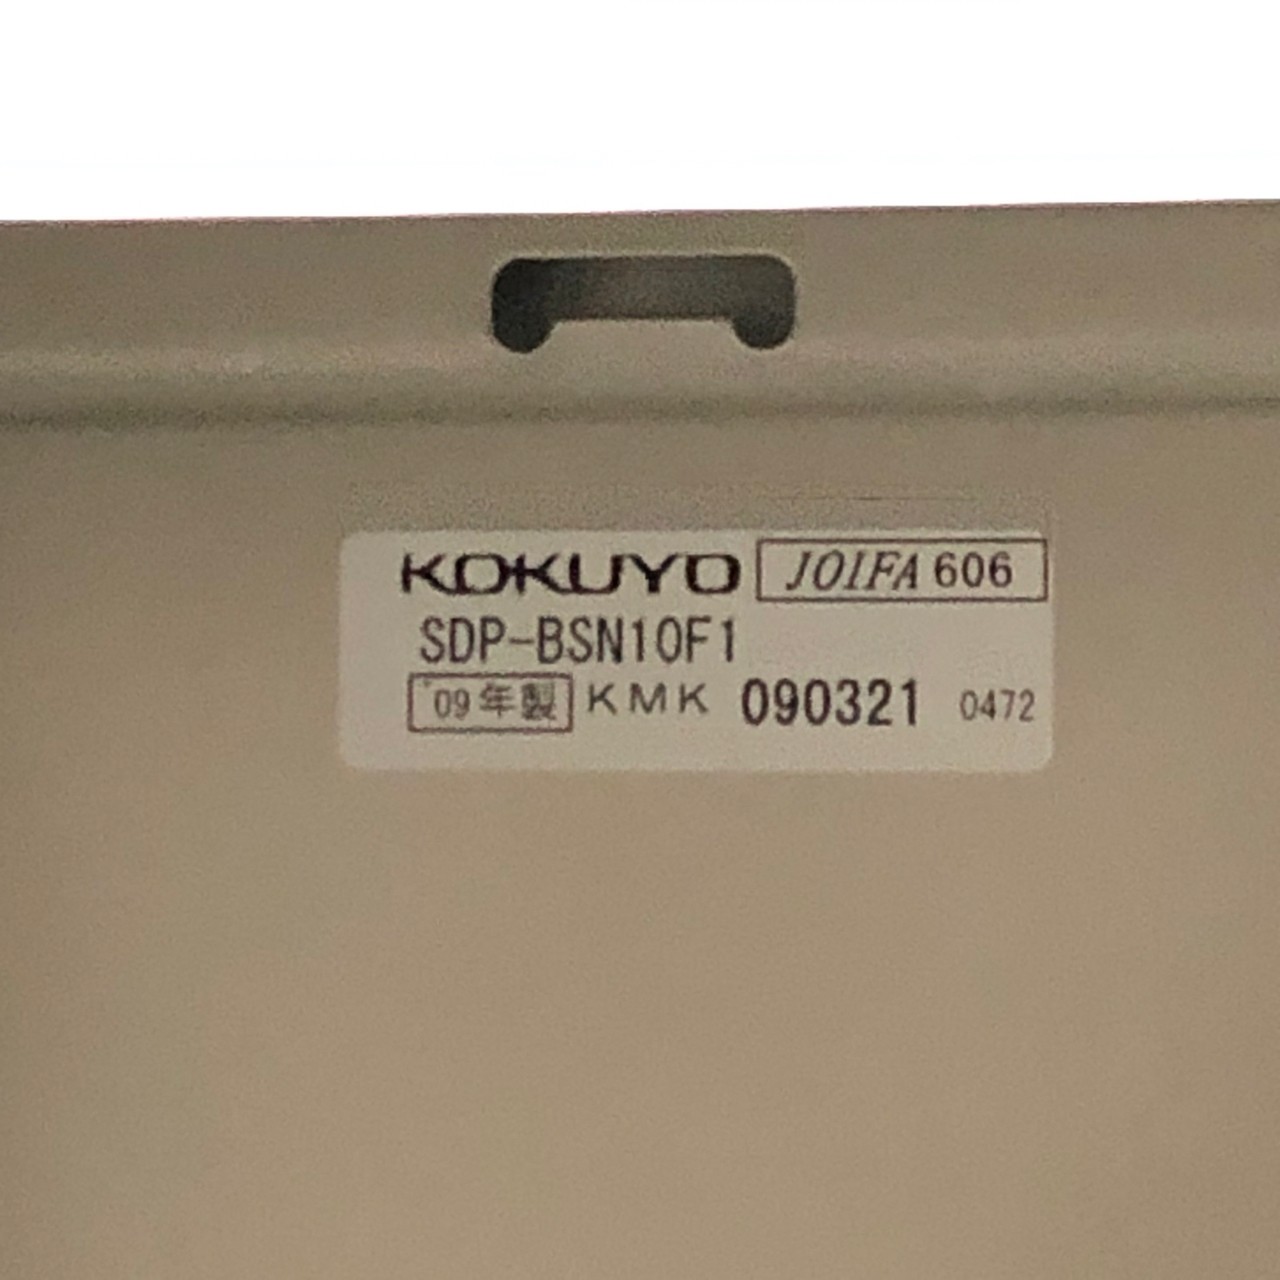 KOKUYO JOIFA 606
SDP-BSN10F1
'09年製 KMK 090321 0472